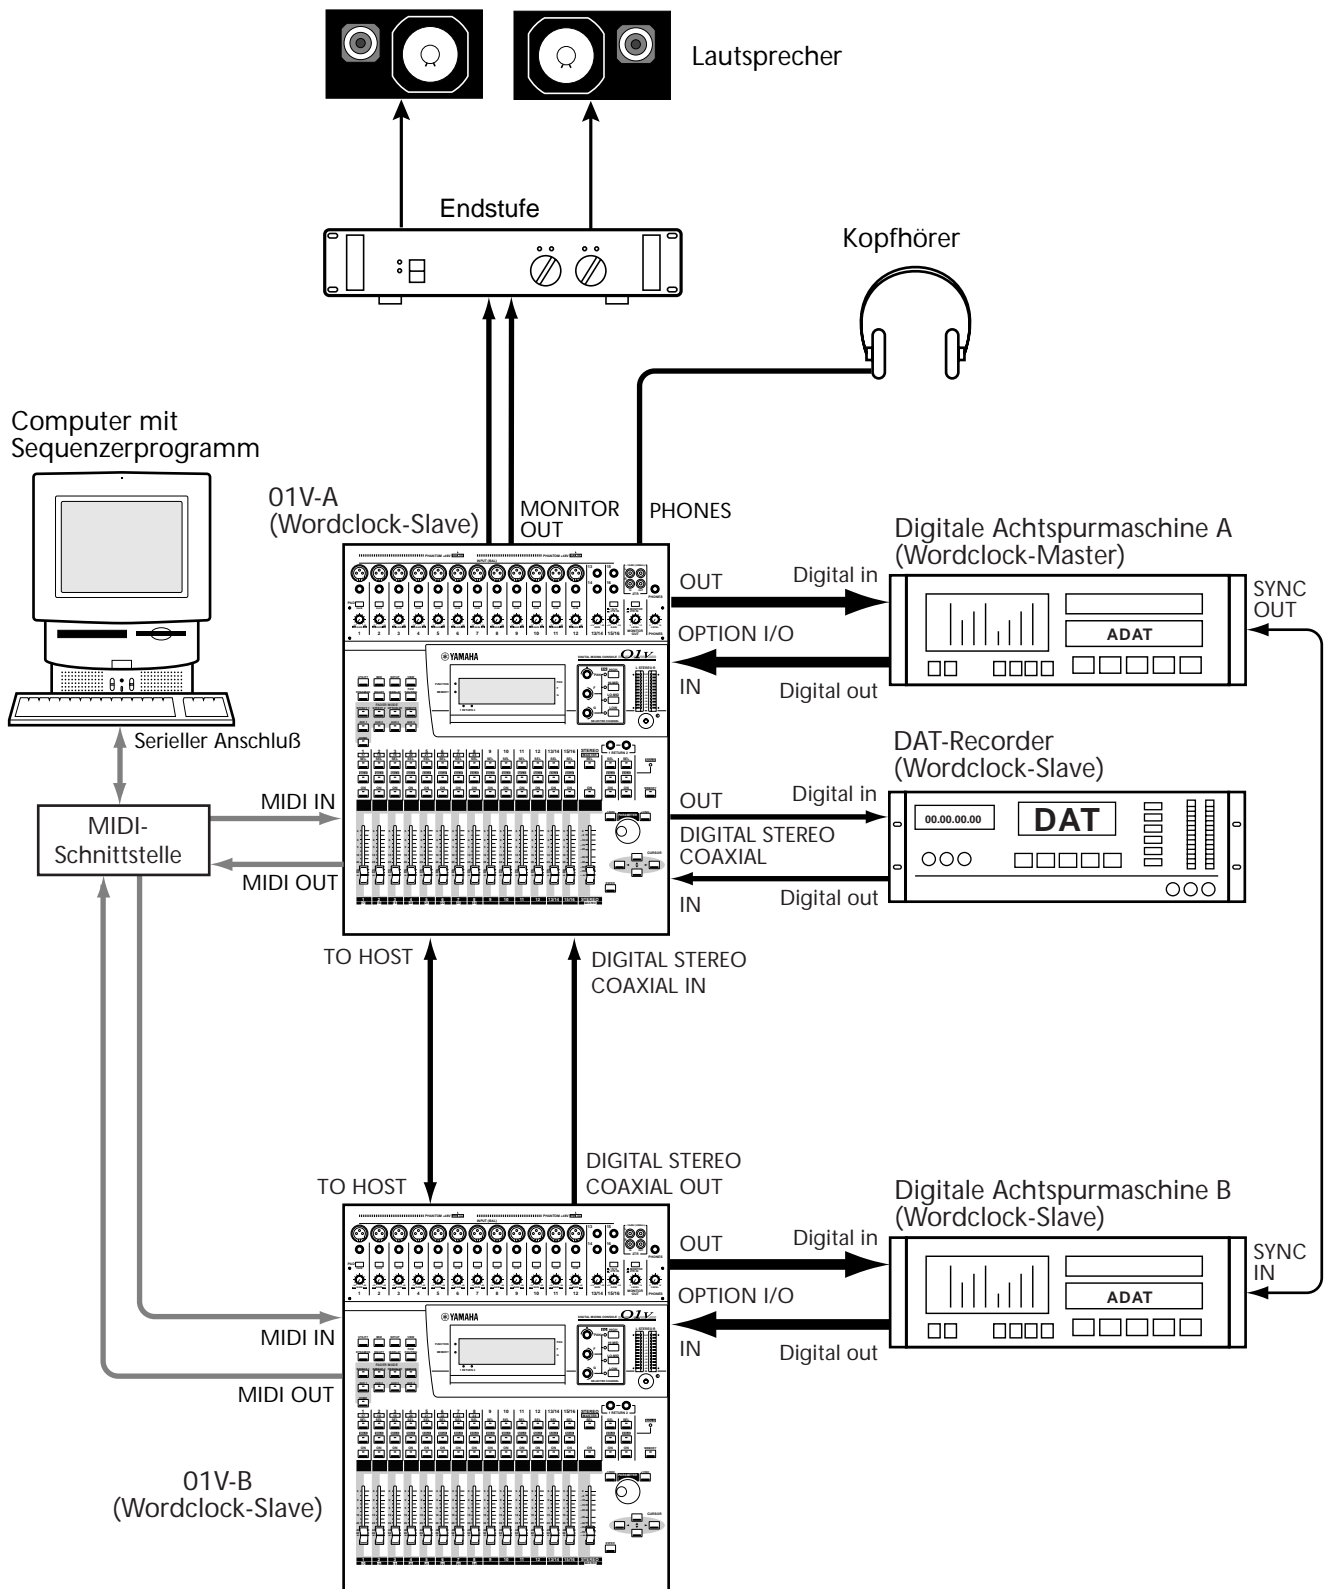 Lautsprecher
Endstufe
Kopfhörer
Computer mit
Sequenzerprogramm
01V-A
(Wordclock-Slave)
MONITOR
OUT
PHONES
Digitale Achtspurmaschine A
(Wordclock-Master)
OUT
Digital in
SYNC
OUT
OPTION I/O
ADAT
IN
Digital out
YAMAHA
01V
Serieller Anschluß
DAT-Recorder
(Wordclock-Slave)
MIDI IN
OUT
Digital in
MIDI-
Schnittstelle
DIGITAL STEREO
COAXIAL
00.00.00.00
DAT
MIDI OUT
IN
Digital out
TO HOST
DIGITAL STEREO
COAXIAL IN
TO HOST
DIGITAL STEREO
COAXIAL OUT
Digitale Achtspurmaschine B
(Wordclock-Slave)
OUT
Digital in
SYNC
IN
OPTION I/O
ADAT
MIDI IN
IN
Digital out
YAMAHA
01V
MIDI OUT
01V-B
(Wordclock-Slave)